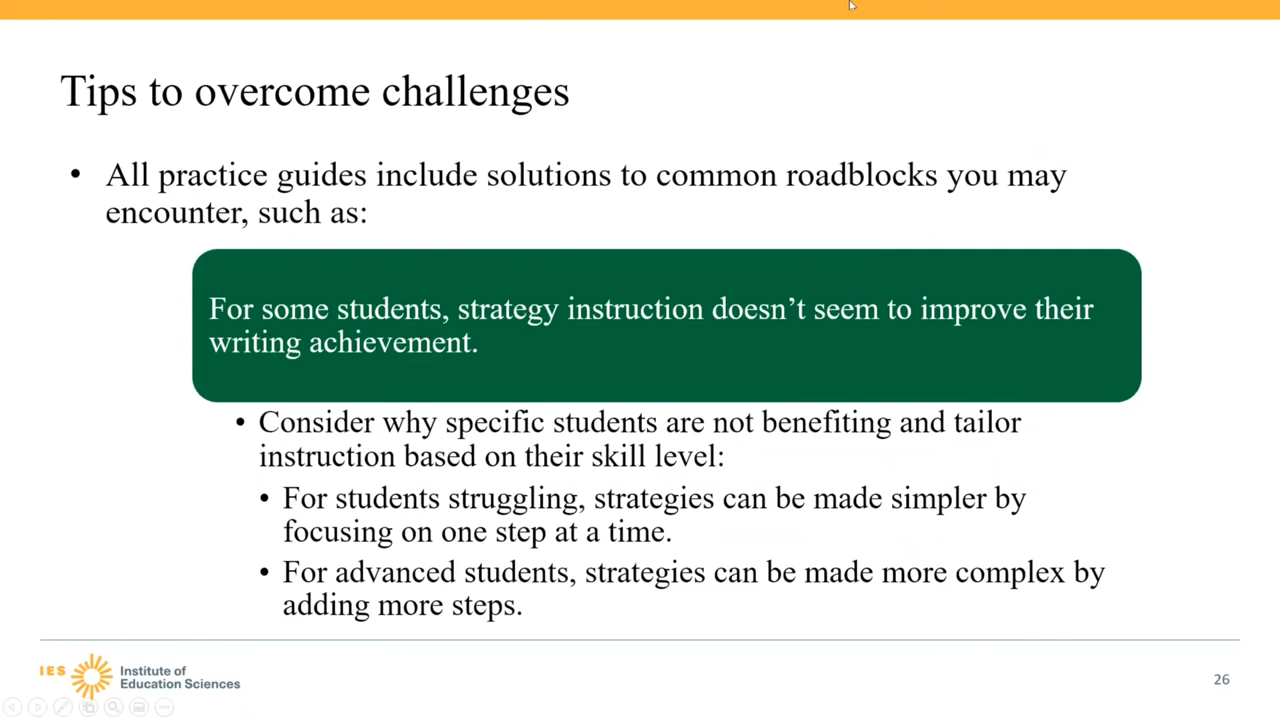 Tips to overcome challenges
• All practice guides include solutions to common roadblocks you may
encounter, such as:
For some students, strategy instruction doesn’t seem to improve their
writing achievement.
• Consider why specific students are not benefiting and tailor
instruction based on their skill level:
• For students struggling, strategies can be made simpler by
focusing on one step at a time.
• For advanced students, strategies can be made more complex by
adding more steps.
IES
Institute of
Education Sciences
26